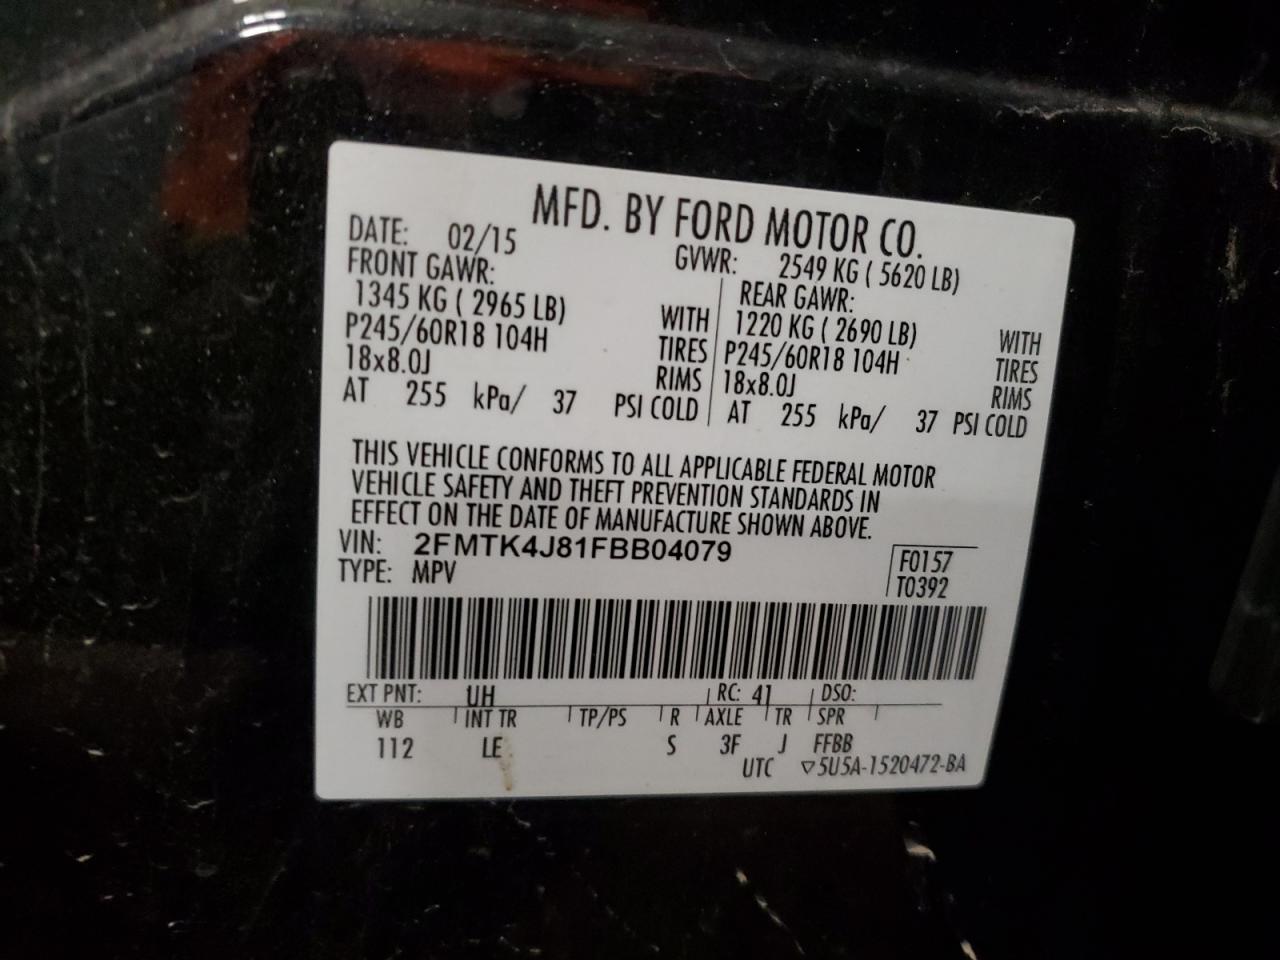 MFD. BY FORD MOTOR CO.
DATE: 02/15 GVWR: 2549 KG ( 5620 LB)
FRONT GAWR: REAR GAWR:
1345 KG ( 2965 LB) WITH 1220 KG ( 2690 LB) WITH
P245/60R18 104H TIRES P245/60R18 104H TIRES
18x8.0J RIMS 18x8.0J RIMS
AT 255 kPa/ 37 PSI COLD AT 255 kPa/ 37 PSI COLD
THIS VEHICLE CONFORMS TO ALL APPLICABLE FEDERAL MOTOR
VEHICLE SAFETY AND THEFT PREVENTION STANDARDS IN
EFFECT ON THE DATE OF MANUFACTURE SHOWN ABOVE.
VIN: 2FMTK4J81FBB04079 F0157
TYPE: MPV T0392
EXT PNT: UH RC: 41 DSO:
WB INT TR TP/PS R AXLE TR SPR
112 LE S 3F J FFBB
UTC ▽5U5A-1520472-BA